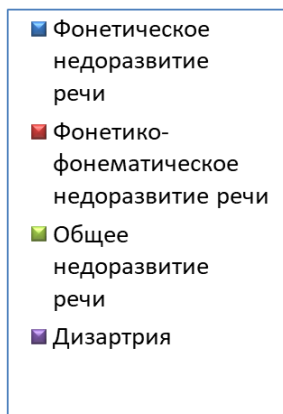 Фонетическое
недоразвитие
речи
Фонетико-
фонематическое
недоразвитие речи
Общее
недоразвитие
речи
Дизартрия